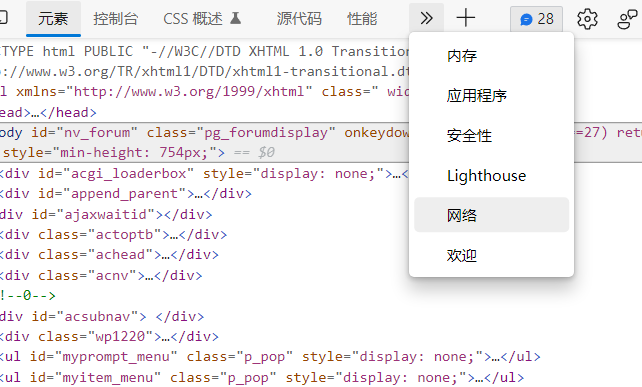 元素 控制台 CSS 概述 源代码 性能 28
内存
应用程序
安全性
Lighthouse
网络
欢迎
CTYPE html PUBLIC "-//W3C//DTD XHTML 1.0 Transition
p://www.w3.org/TR/xhtml1/DTD/xhtml1-transitional.dt
l xmlns="http://www.w3.org/1999/xhtml" class=" wid
ead>…</head>
ody id="nv_forum" class="pg_forumdisplay" onkeydow ==27) retu
style="min-height: 754px;"> == $0
<div id="acgi_loaderbox" style="display: none;">…<
<div id="append_parent">…</div>
div id="ajaxwaitid"></div>
<div class="actoptb">…</div>
<div class="achead">…</div>
<div class="acnv">…</div>
!--0-->
div id="acsubnav"> </div>
<div class="wp1220">…</div>
<ul id="myprompt_menu" class="p_pop" style="display: none;">…</ul>
<ul id="myitem_menu" class="p_pop" style="display: none;">…</ul>